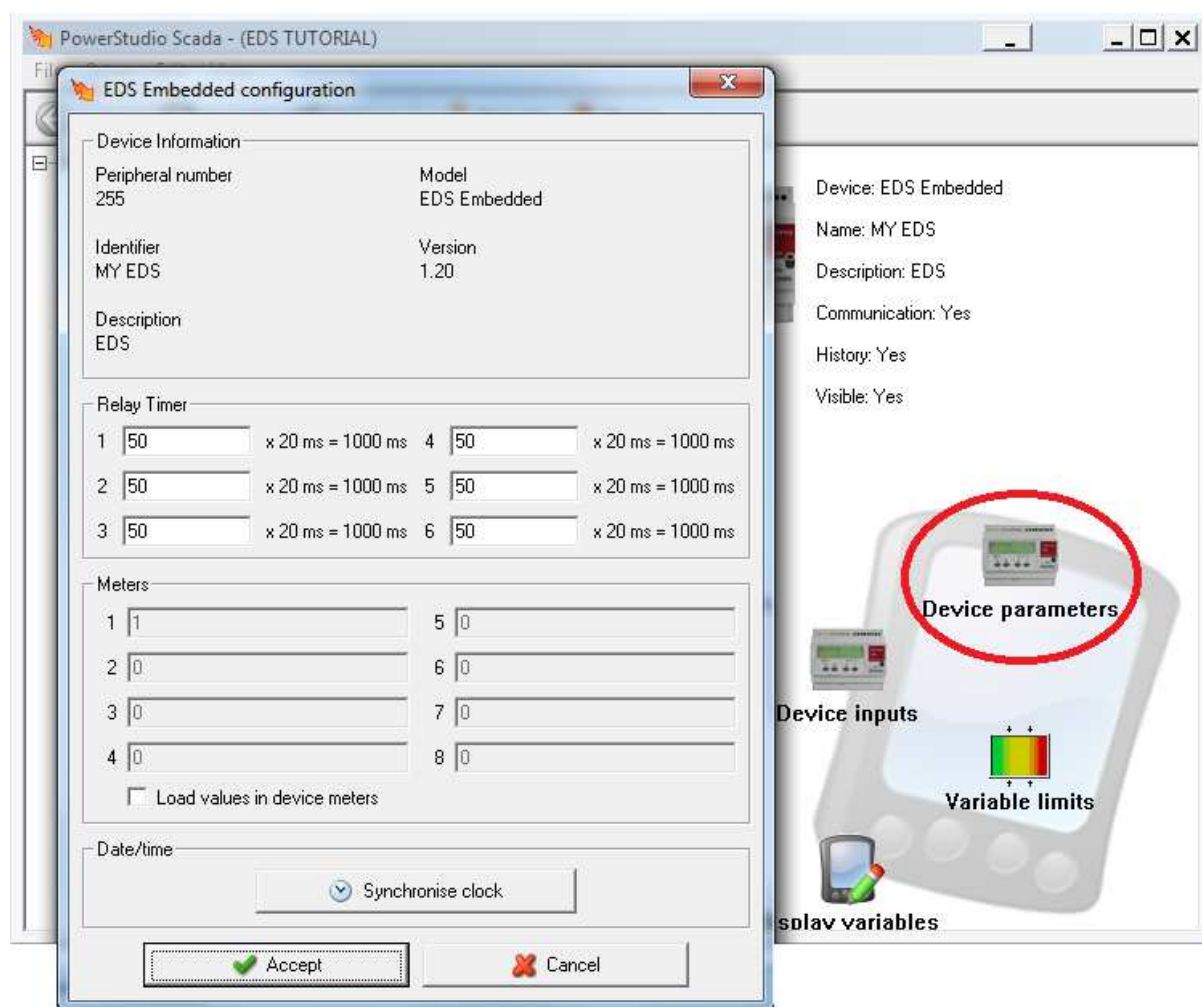 PowerStudio Scada - (EDS TUTORIAL)
EDS Embedded configuration
Device Information
Peripheral number
255
Model
EDS Embedded
Identifier
MY EDS
Version
1.20
Description
EDS
Relay Timer
1 50 x 20 ms = 1000 ms 4 50 x 20 ms = 1000 ms
2 50 x 20 ms = 1000 ms 5 50 x 20 ms = 1000 ms
3 50 x 20 ms = 1000 ms 6 50 x 20 ms = 1000 ms
Meters
1 1 5 0
2 0 6 0
3 0 7 0
4 0 8 0
Load values in device meters
Date/time
Synchronise clock
Accept Cancel
Device: EDS Embedded
Name: MY EDS
Description: EDS
Communication: Yes
History: Yes
Visible: Yes
Device parameters
Device inputs
Variable limits
splay variables